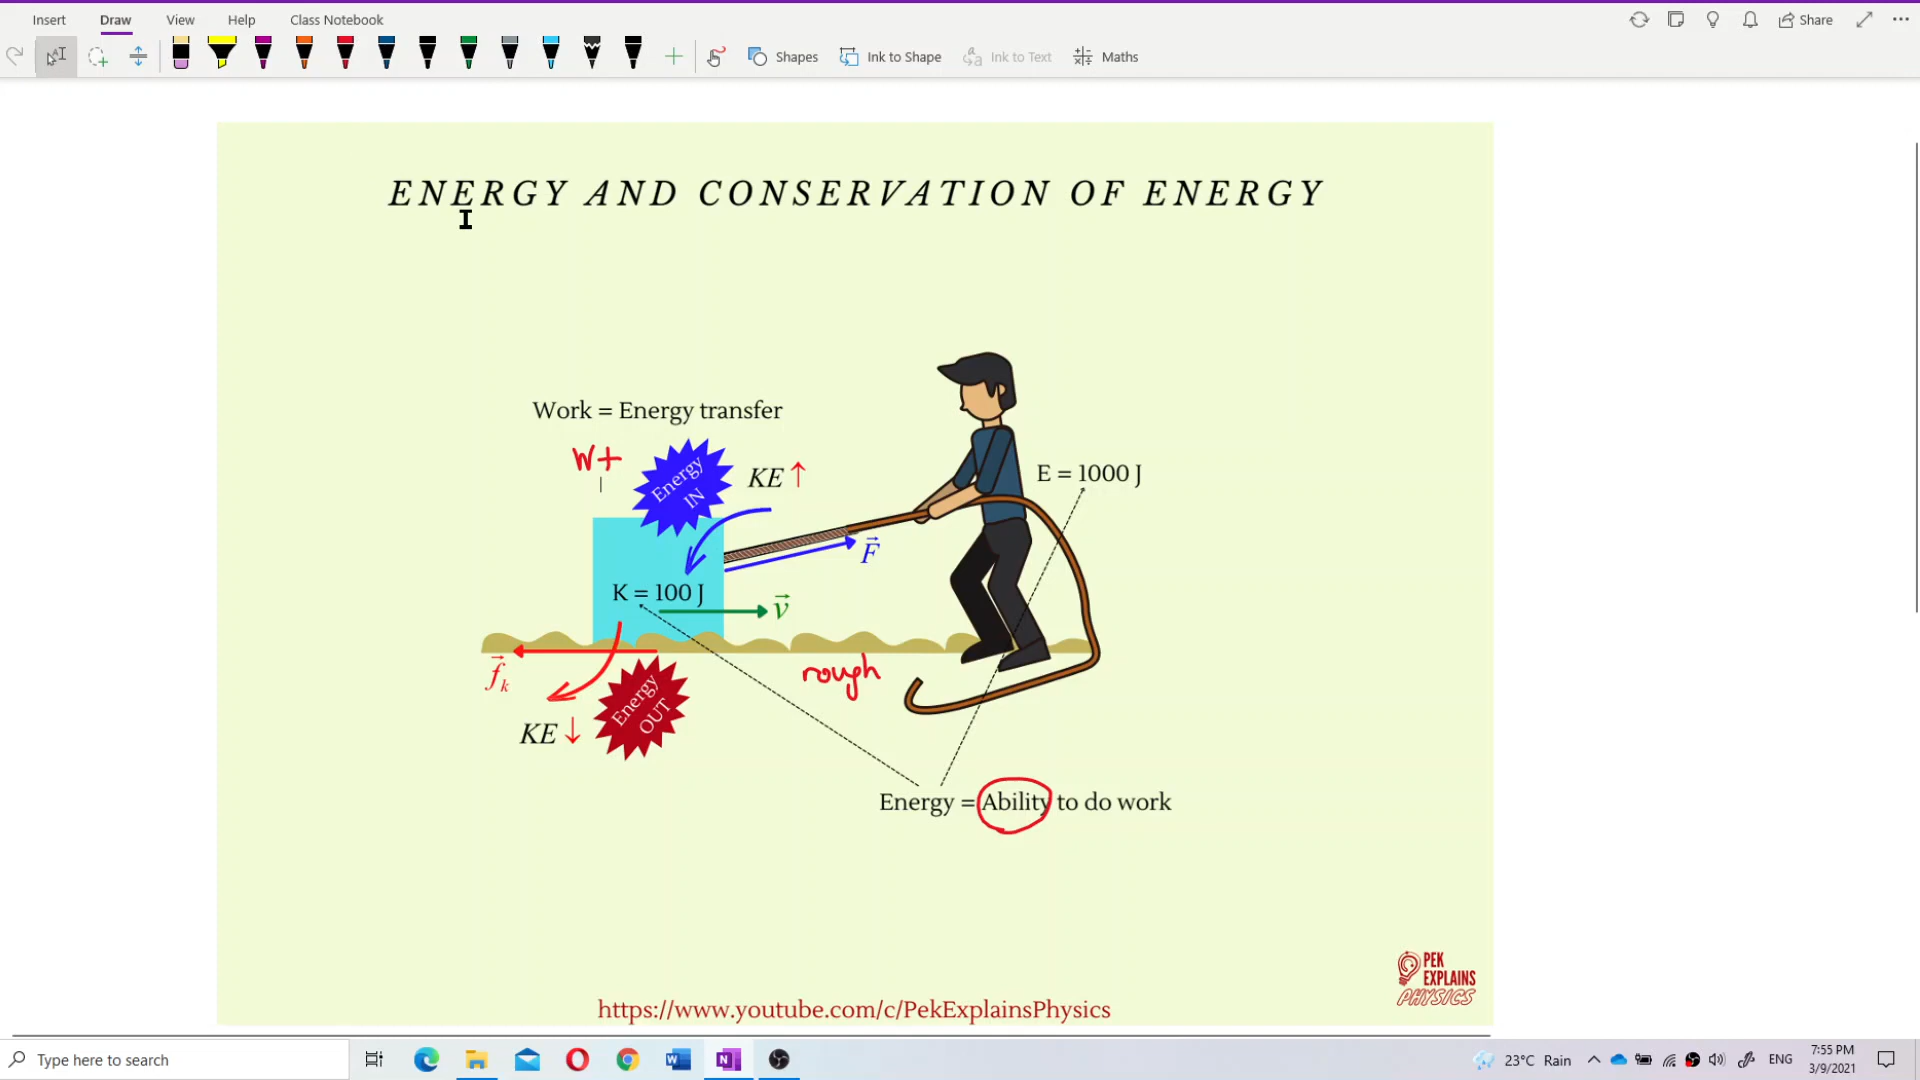 Insert Draw View Help Class Notebook Share
Shapes Ink to Shape Ink to Text Maths
ENERGY AND CONSERVATION OF ENERGY
Work = Energy transfer
W+
Energy
IN
KE ↑
E = 1000 J
F
K = 100 J
v
f k
rough
Energy
OUT
KE ↓
Energy = Ability to do work
PEK
EXPLAINS
PHYSICS
https://www.youtube.com/c/PekExplainsPhysics
Type here to search
23°C Rain
ENG
7:55 PM
3/9/2021